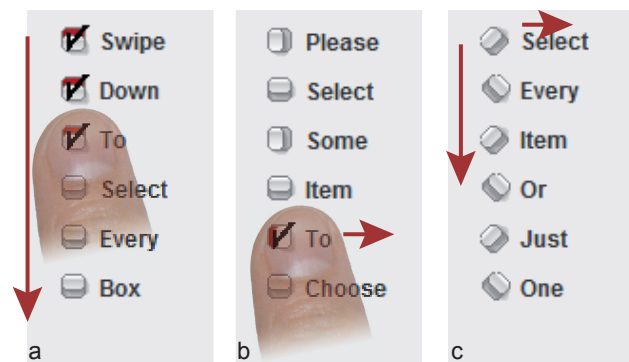 Swipe
Down
To
Select
Every
Box
a
Please
Select
Some
Item
To
Choose
b
Select
Every
Item
Or
Just
One
c